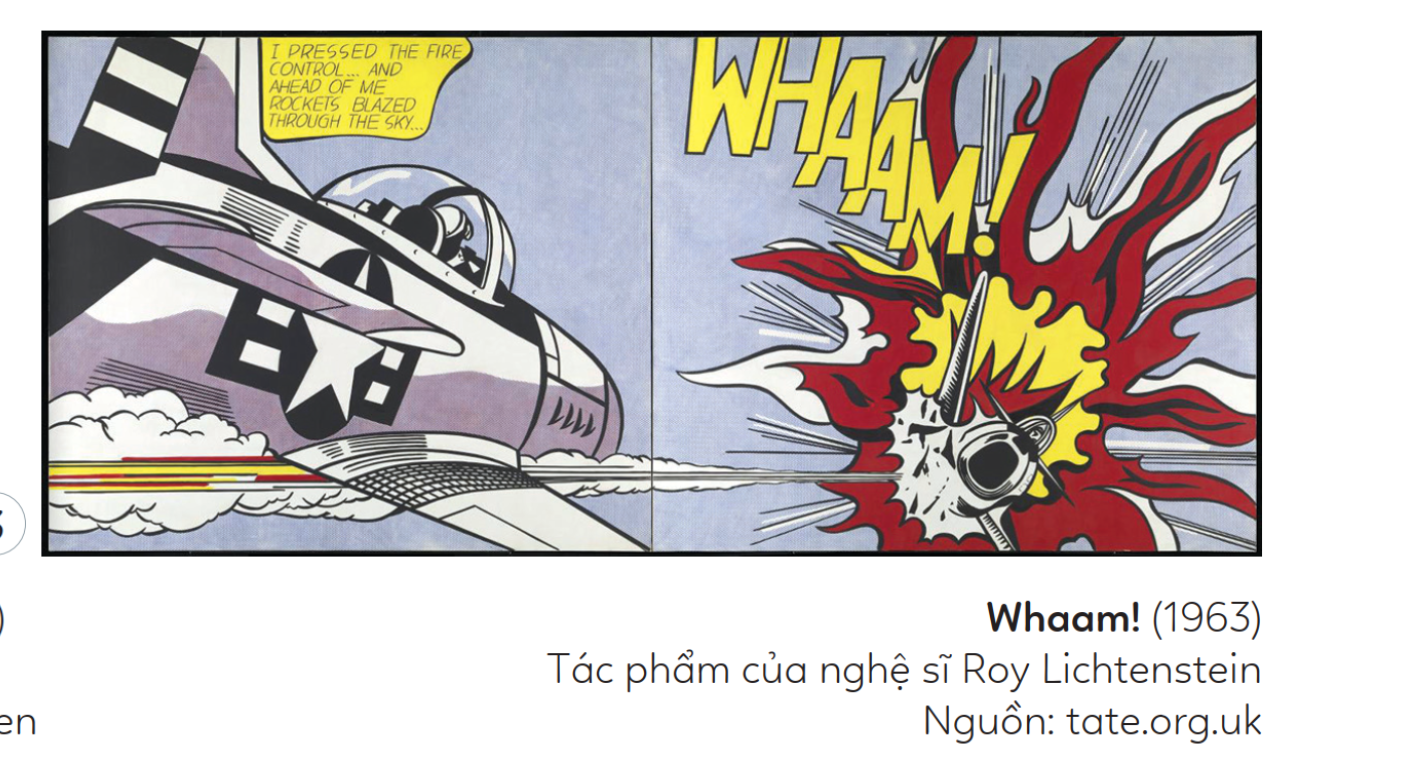 I PRESSED THE FIRE
CONTROL... AND
AHEAD OF ME
ROCKETS BLAZED
THROUGH THE SKY...
WHAAM!
Whaam! (1963)
Tác phẩm của nghệ sĩ Roy Lichtenstein
Nguồn: tate.org.uk
)
en